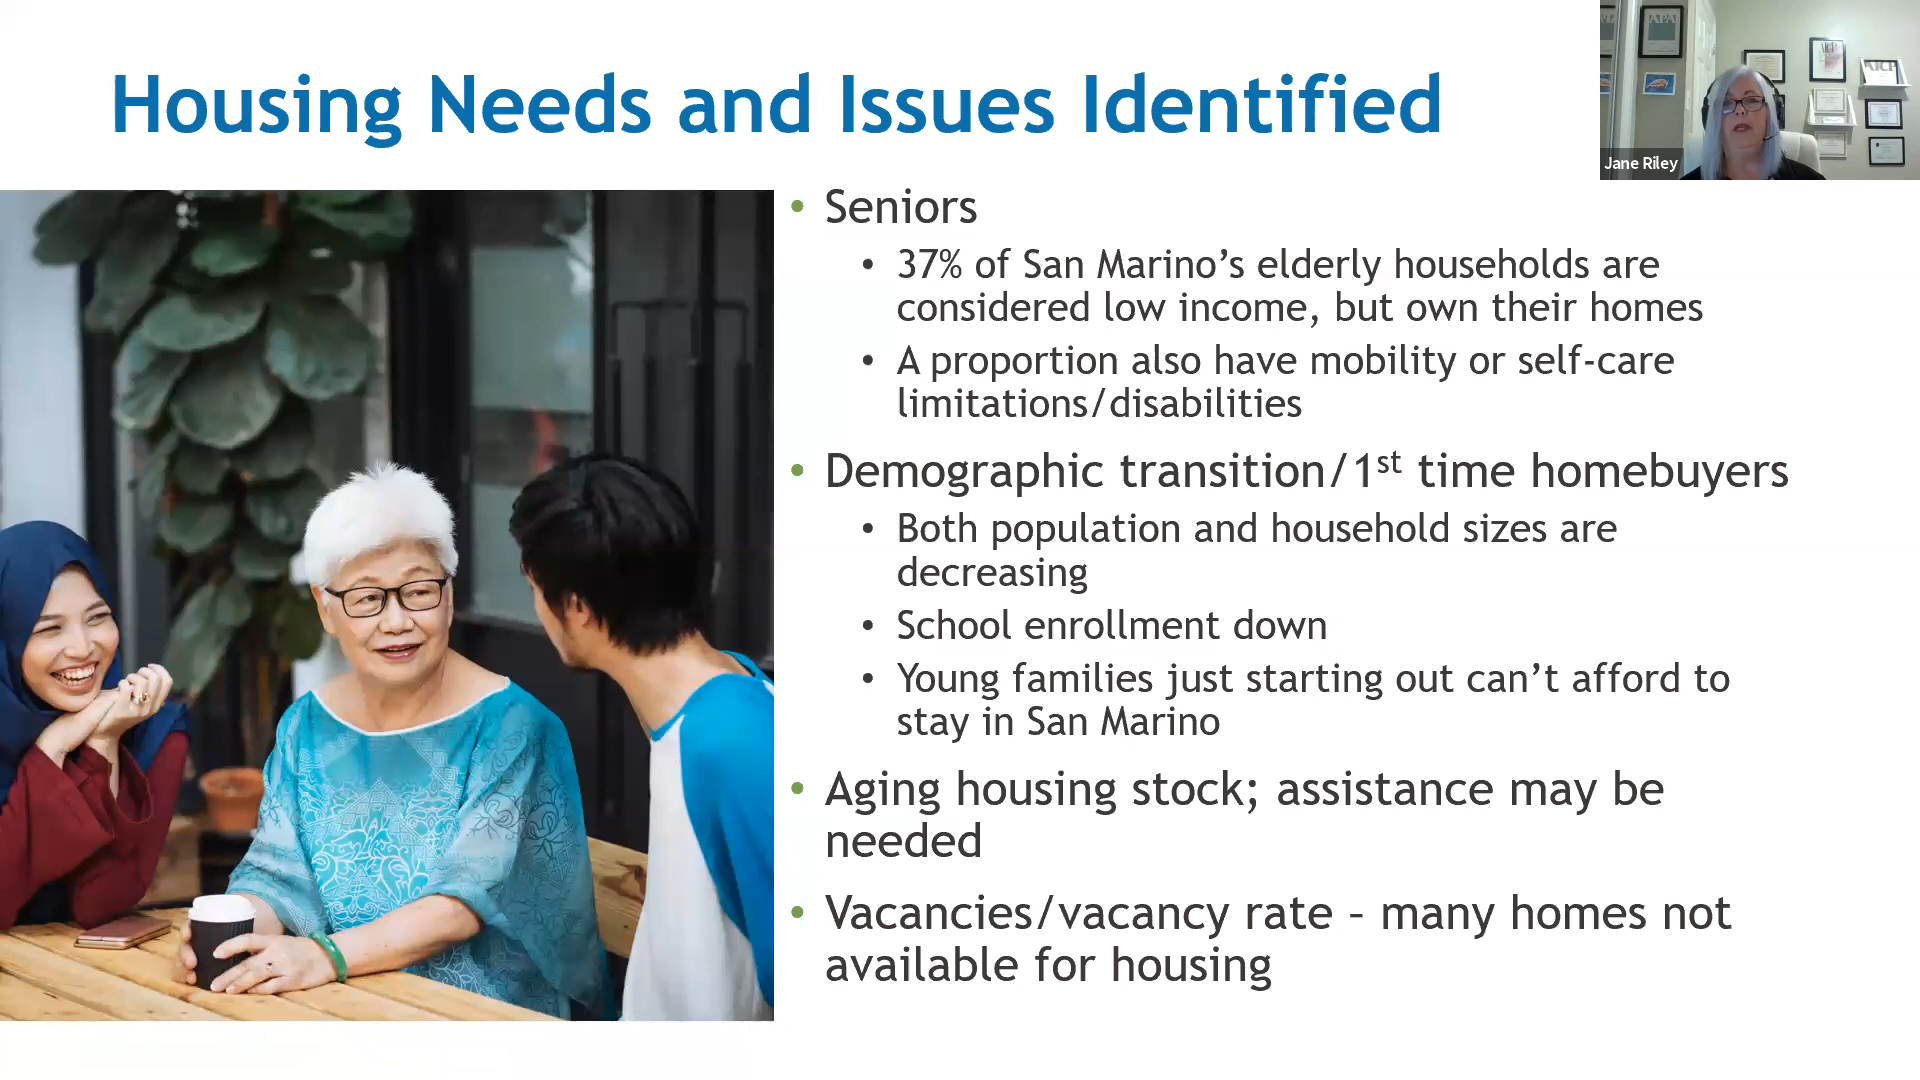 Housing Needs and Issues Identified
APA
AICP
Jane Riley
• Seniors
• 37% of San Marino’s elderly households are
considered low income, but own their homes
• A proportion also have mobility or self-care
limitations/disabilities
• Demographic transition/1st time homebuyers
• Both population and household sizes are
decreasing
• School enrollment down
• Young families just starting out can’t afford to
stay in San Marino
• Aging housing stock; assistance may be
needed
• Vacancies/vacancy rate – many homes not
available for housing